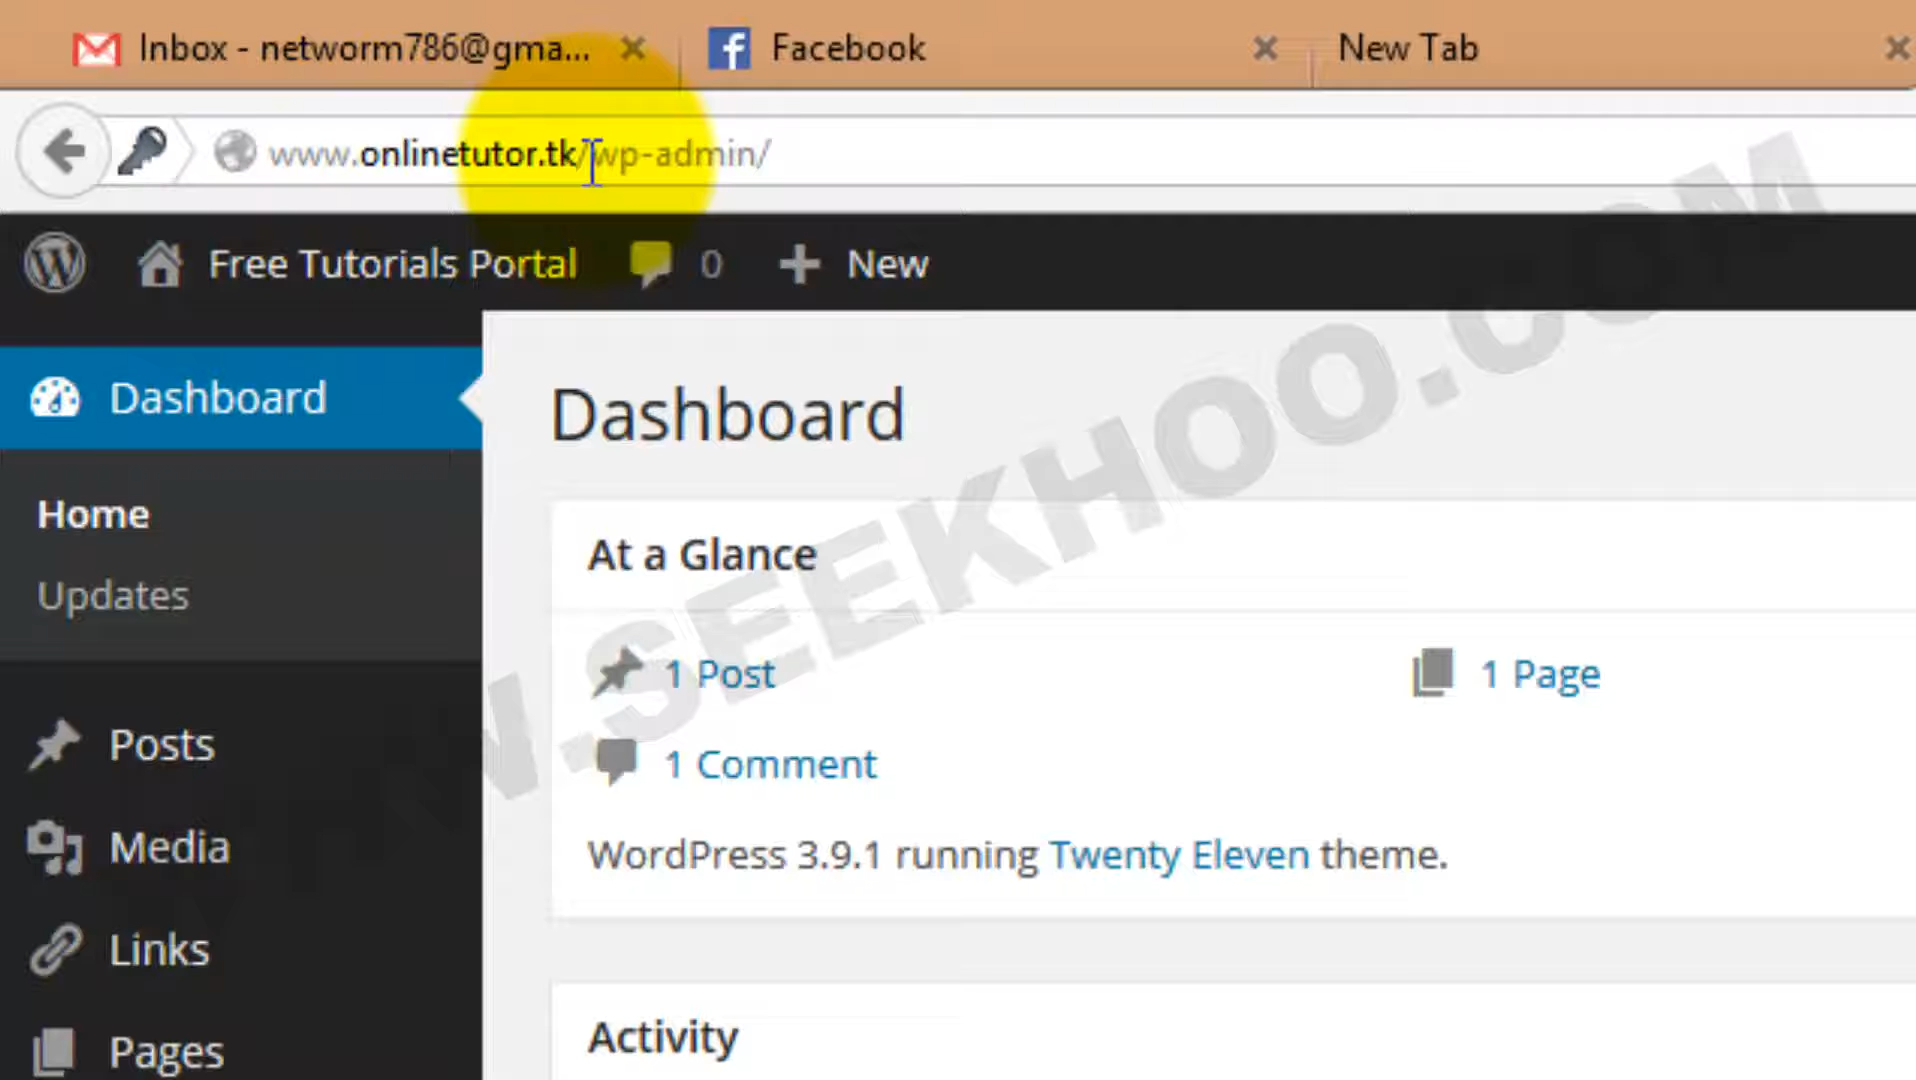 Inbox - networm786@gma...
Facebook
New Tab
www.onlinetutor.tk/wp-admin/
Free Tutorials Portal
0
New
Dashboard
Home
Updates
Posts
Media
Links
Pages
Dashboard
At a Glance
1 Post
1 Page
1 Comment
WordPress 3.9.1 running Twenty Eleven theme.
Activity
W.SEEKHOO.COM